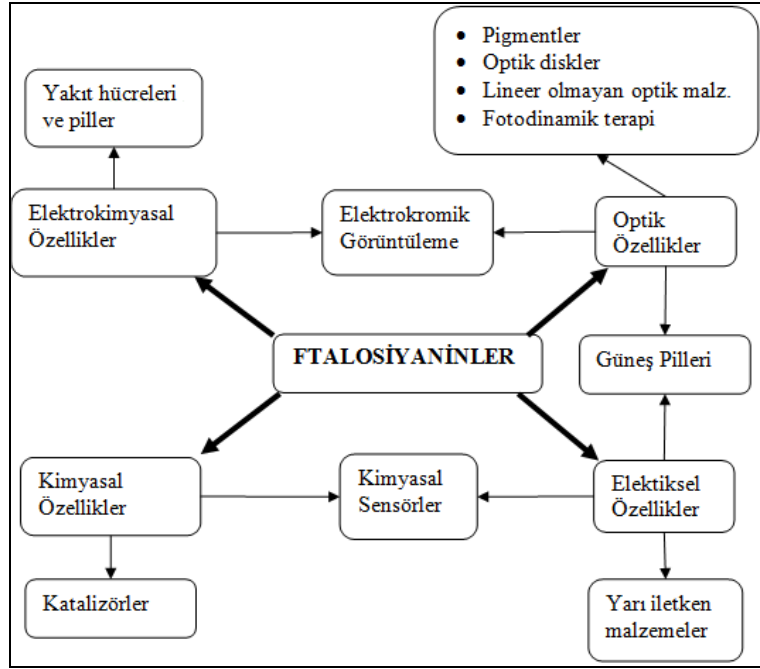 • Pigmentler
• Optik diskler
• Lineer olmayan optik malz.
• Fotodinamik terapi
Yakıt hücreleri
ve piller
Elektrokimyasal
Özellikler
Elektrokromik
Görüntüleme
Optik
Özellikler
FTALOSİYANİNLER
Güneş Pilleri
Kimyasal
Özellikler
Kimyasal
Sensörler
Elektiksel
Özellikler
Katalizörler
Yarı iletken
malzemeler